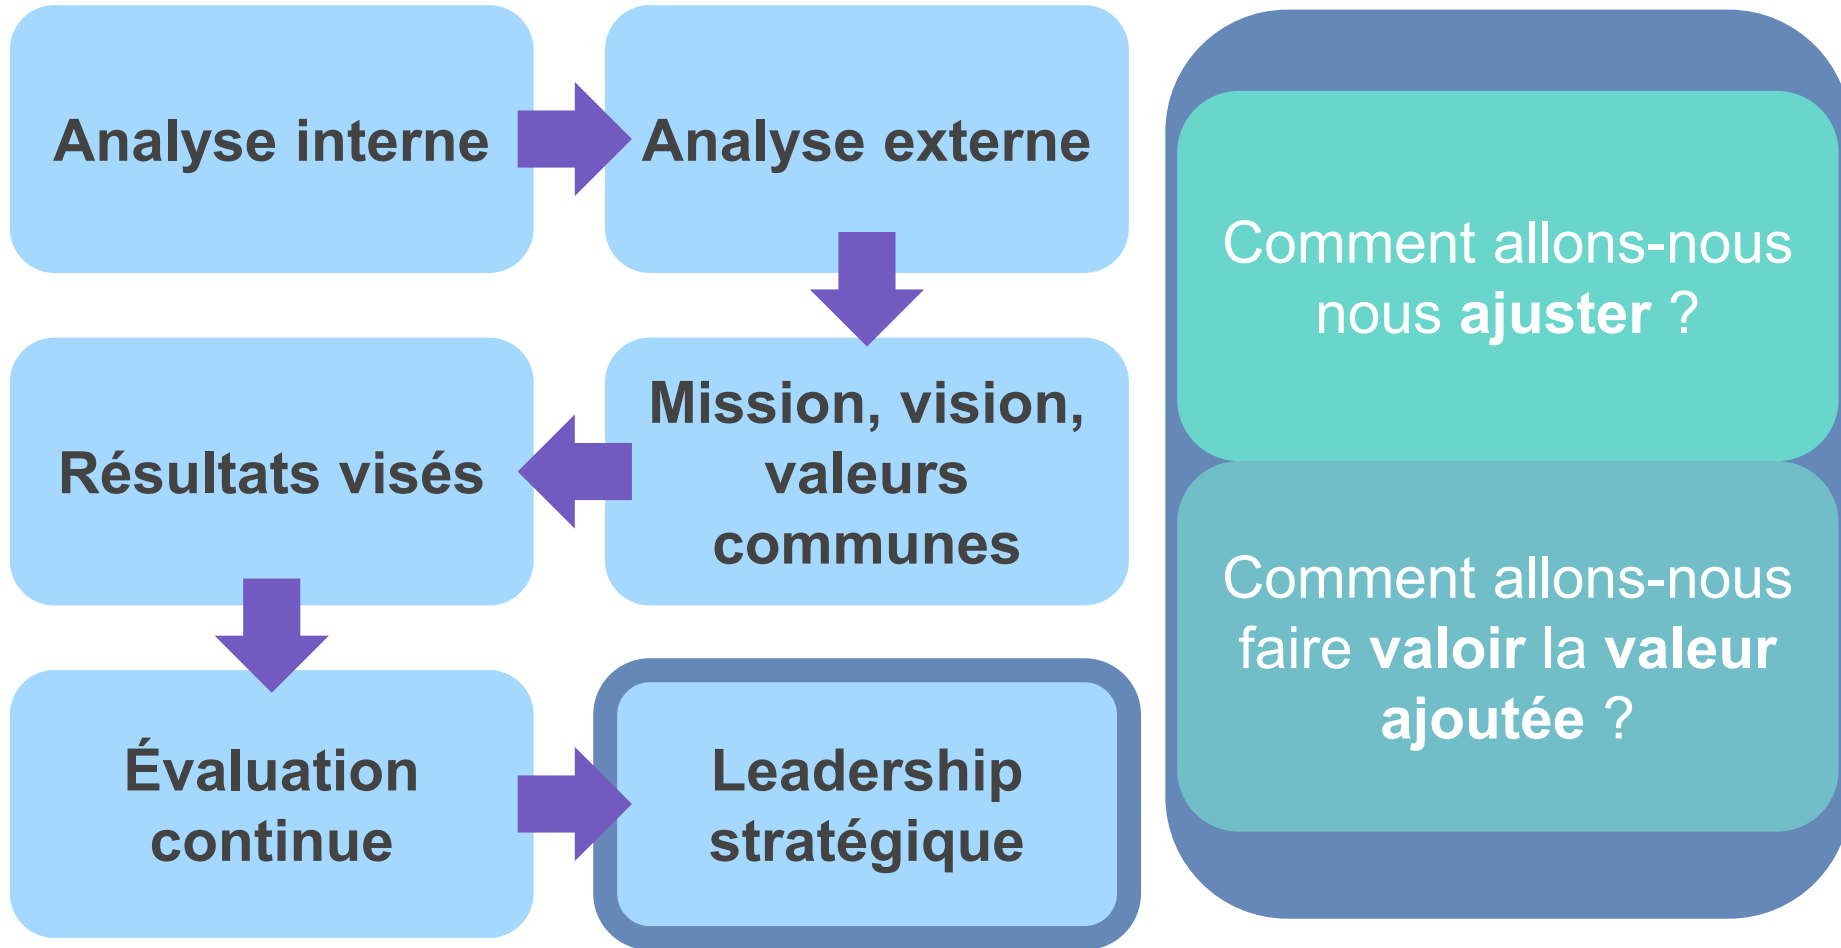 Analyse interne
Analyse externe
Mission, vision,
valeurs
communes
Résultats visés
Évaluation
continue
Leadership
stratégique
Comment allons-nous
nous ajuster ?
Comment allons-nous
faire valoir la valeur
ajoutée ?